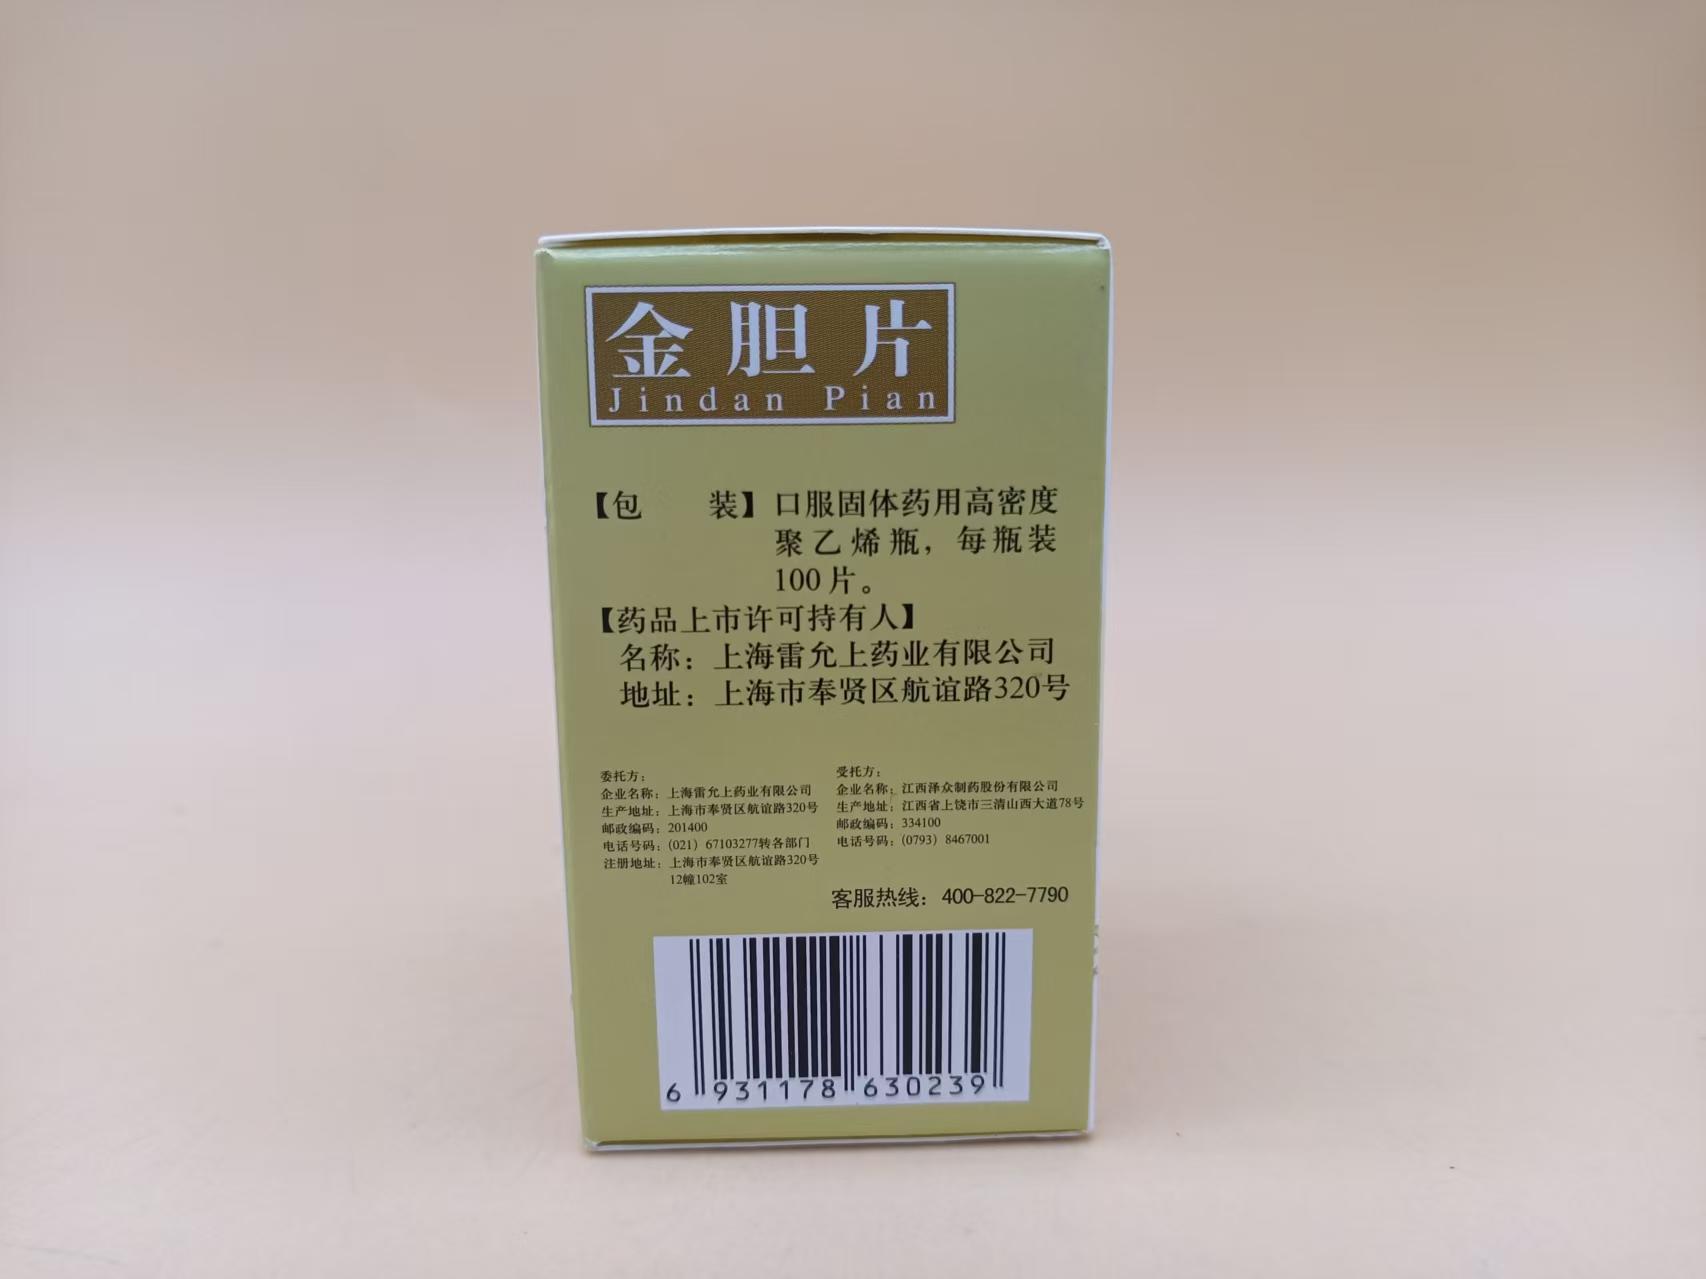 金胆片
Jindan Pian
【包 装】口服固体药用高密度
聚乙烯瓶，每瓶装
100片。
【药品上市许可持有人】
名称：上海雷允上药业有限公司
地址：上海市奉贤区航谊路320号
委托方：
企业名称：上海雷允上药业有限公司
生产地址：上海市奉贤区航谊路320号
邮政编码：201400
电话号码：(021) 67103277转各部门
注册地址：上海市奉贤区航谊路320号
12幢102室
受托方：
企业名称：江西泽众制药股份有限公司
生产地址：江西省上饶市三清山西大道78号
邮政编码：334100
电话号码：(0793) 8467001
客服热线：400-822-7790
6 931178 630239